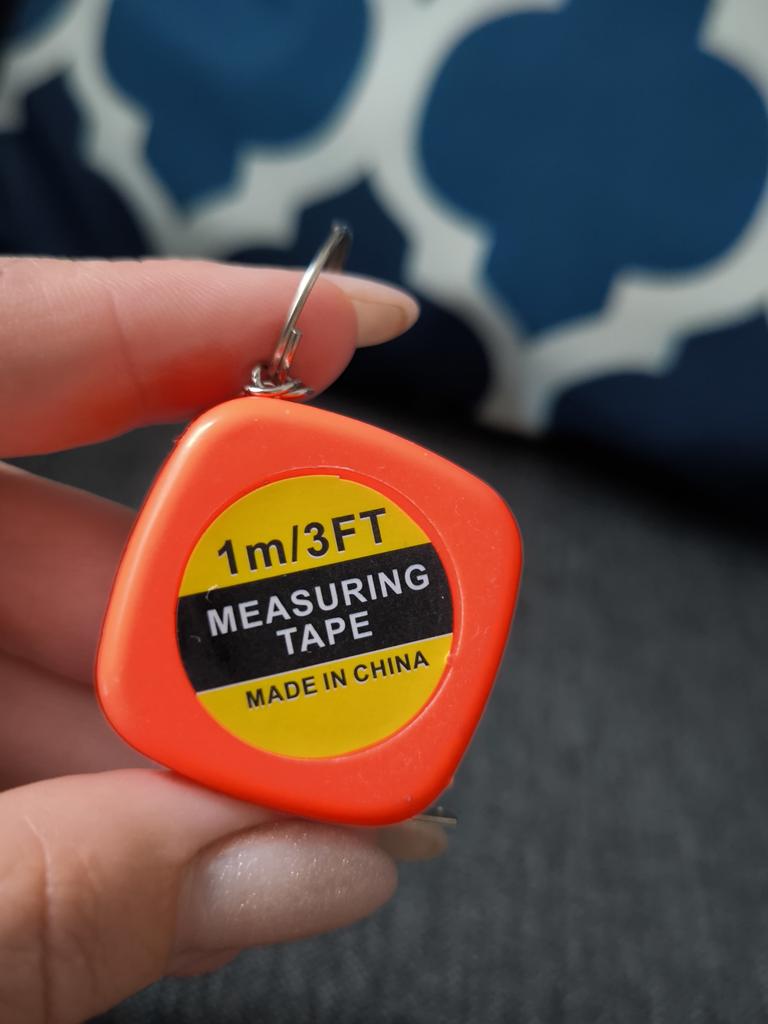 1m/3FT
MEASURING
TAPE
MADE IN CHINA